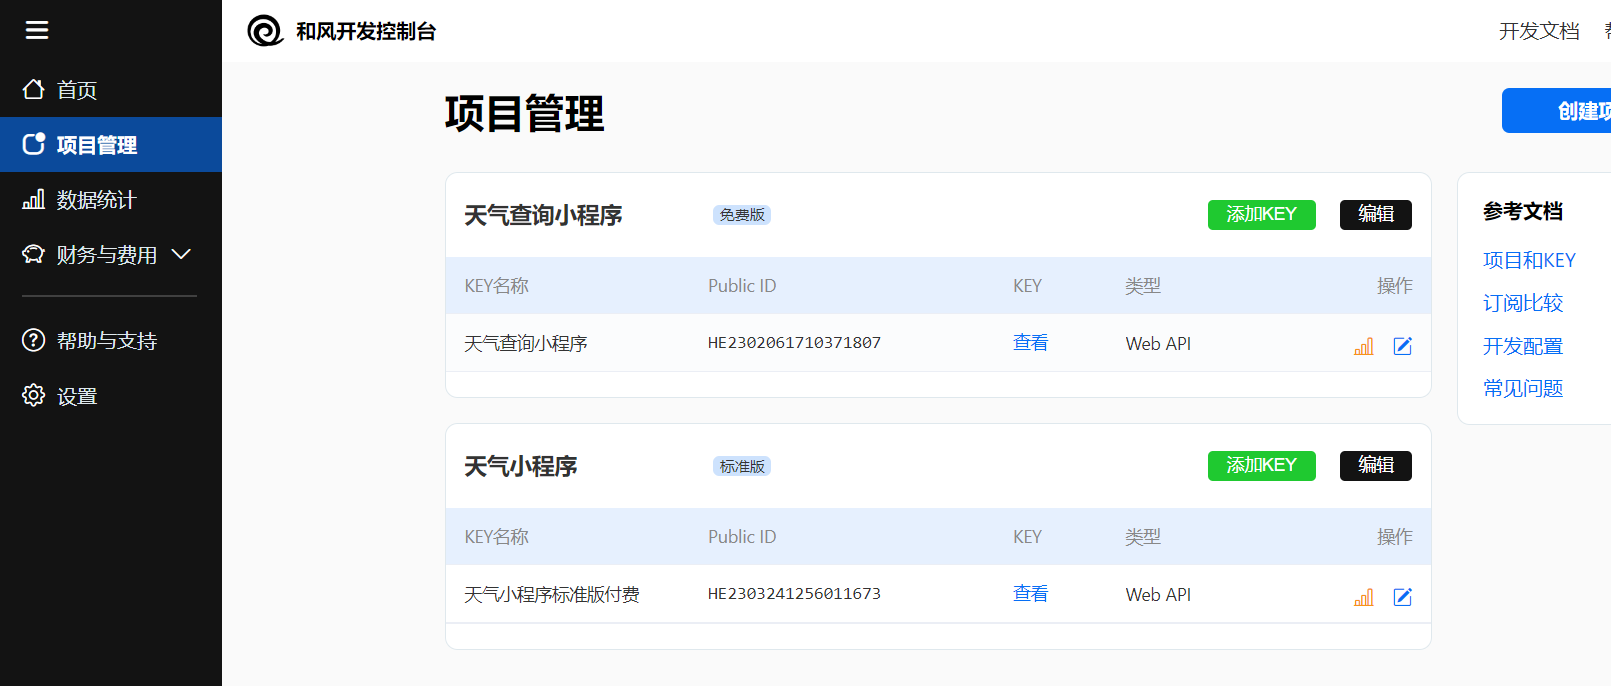 和风开发控制台
开发文档
首页
项目管理
数据统计
财务与费用
帮助与支持
设置
项目管理
创建项
天气查询小程序 免费版 添加KEY 编辑
KEY名称 Public ID KEY 类型 操作
天气查询小程序 HE2302061710371807 查看 Web API
天气小程序 标准版 添加KEY 编辑
KEY名称 Public ID KEY 类型 操作
天气小程序标准版付费 HE2303241256011673 查看 Web API
参考文档
项目和KEY
订阅比较
开发配置
常见问题